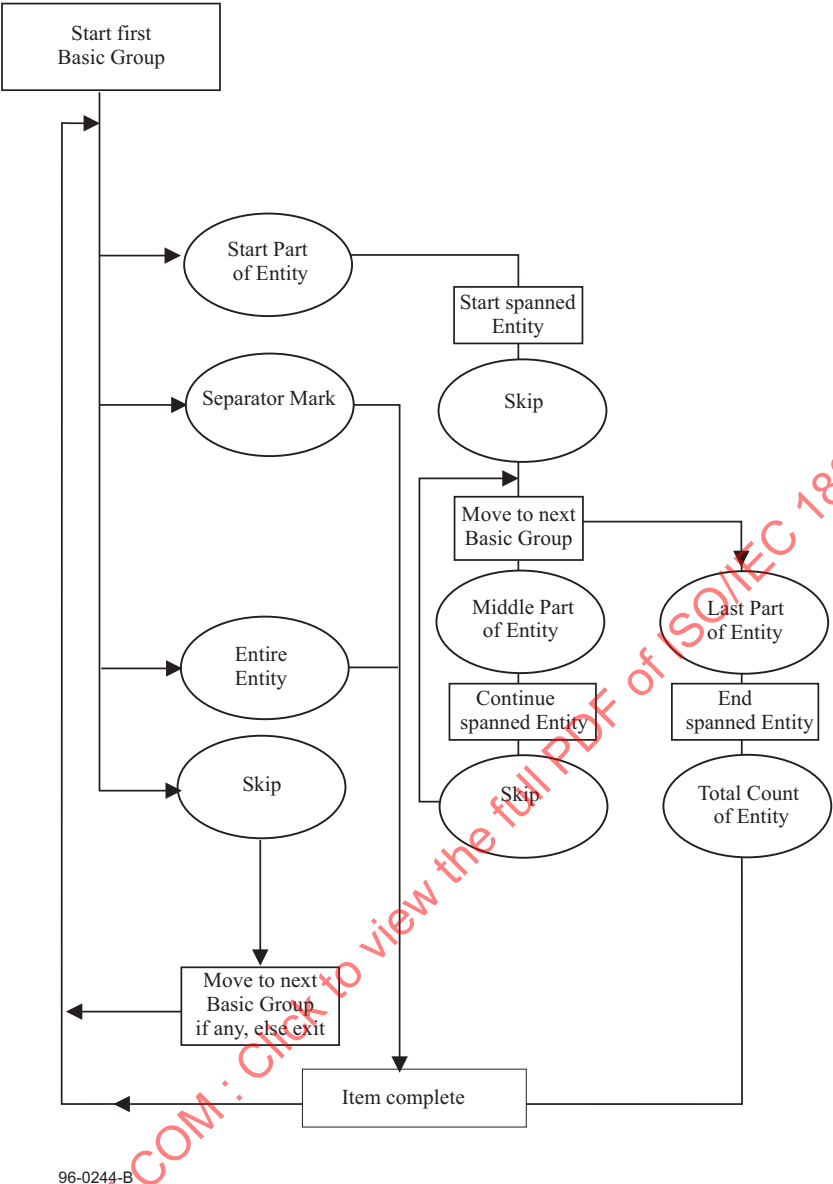 Start first
Basic Group
Start Part
of Entity
Start spanned
Entity
Separator Mark
Skip
Move to next
Basic Group
Middle Part
of Entity
Last Part
of Entity
Entire
Entity
Continue
spanned Entity
End
spanned Entity
Skip
Skip
Total Count
of Entity
Move to next
Basic Group
if any, else exit
Item complete
96-0244-B
COM : Click to view the full PDF of ISO/IEC 18